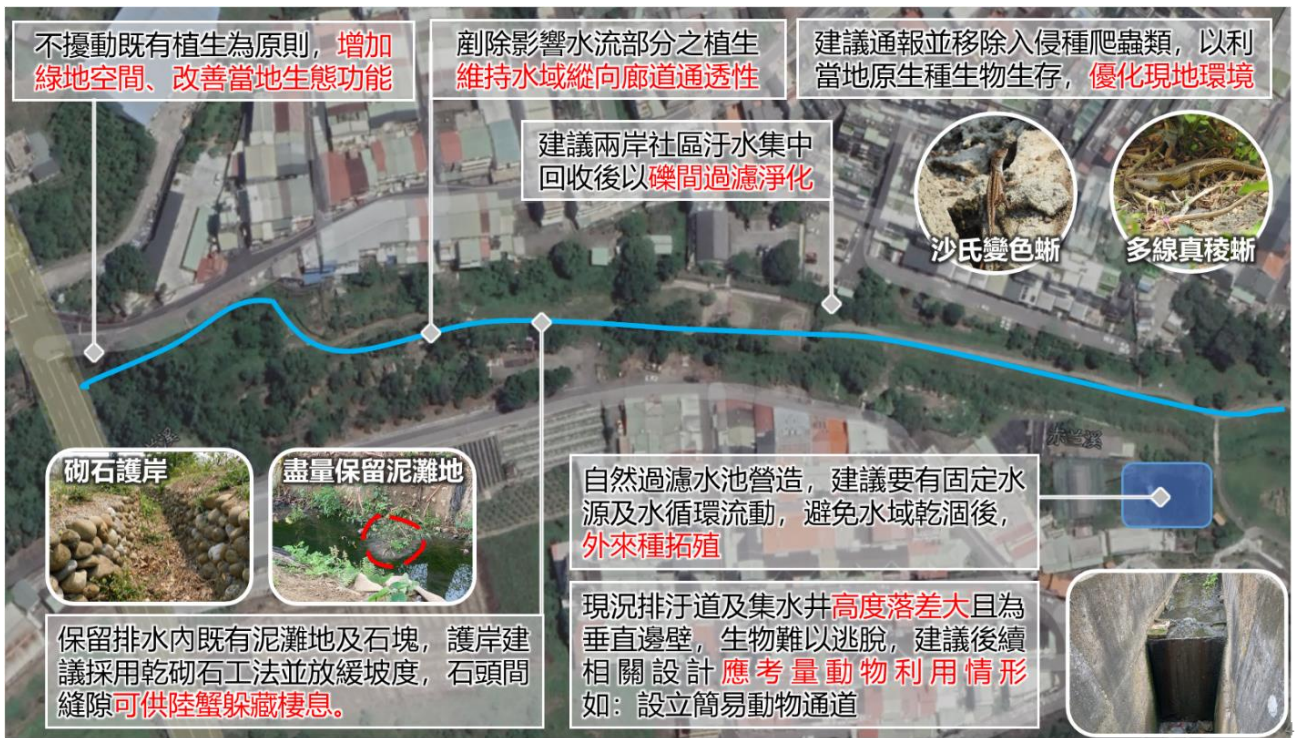 不擾動既有植生為原則，增加
綠地空間、改善當地生態功能
剷除影響水流部分之植生
維持水域縱向廊道通透性
建議通報並移除入侵種爬蟲類，以利
當地原生種生物生存，優化現地環境
建議兩岸社區汙水集中
回收後以礫間過濾淨化
沙氏變色蜥
多線真稜蜥
砌石護岸
盡量保留泥灘地
自然過濾水池營造，建議要有固定水
源及水循環流動，避免水域乾涸後，
外來種拓殖
保留排水內既有泥灘地及石塊，護岸建
議採用乾砌石工法並放緩坡度，石頭間
縫隙可供陸蟹躲藏棲息。
現況排汙道及集水井高度落差大且為
垂直邊壁，生物難以逃脫，建議後續
相關設計應考量動物利用情形
如：設立簡易動物通道